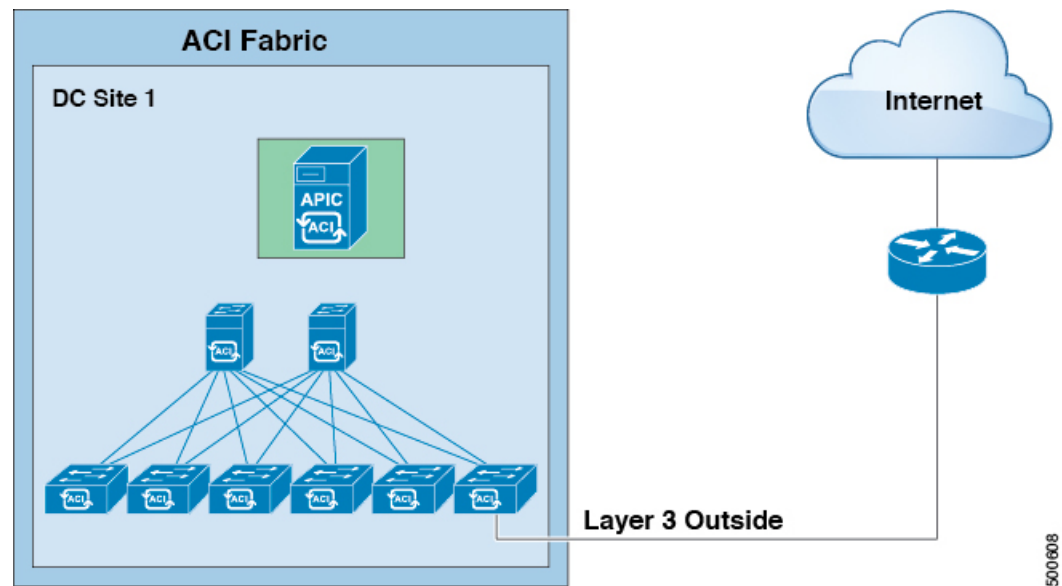 ACI Fabric
DC Site 1
Internet
APIC
ACI
ACI
ACI
ACI
ACI
ACI
ACI
ACI
ACI
Layer 3 Outside
500608